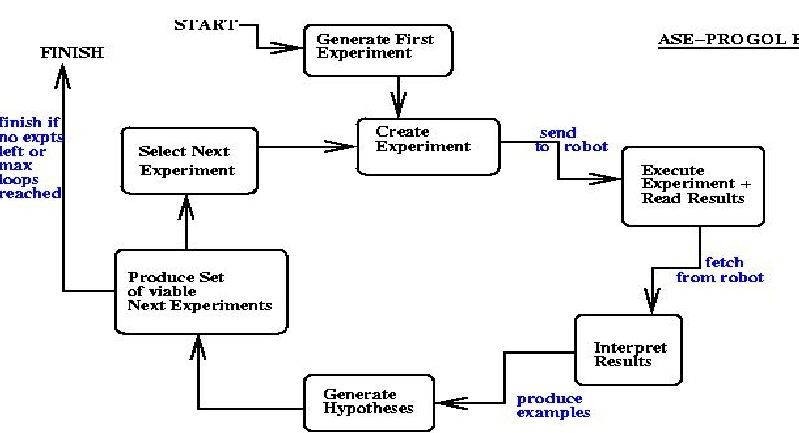 START
Generate First
Experiment
ASE–PROGOL
FINISH
finish if
no expts
left or
max
loops
reached
Select Next
Experiment
Create
Experiment
send
to robot
Execute
Experiment +
Read Results
fetch
from robot
Produce Set
of viable
Next Experiments
Interpret
Results
Generate
Hypotheses
produce
examples